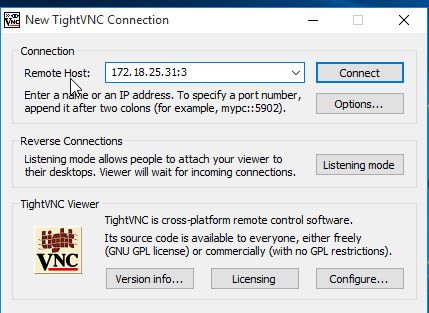 New TightVNC Connection
Connection
Remote Host: 172.18.25.31:3
Connect
Enter a name or an IP address. To specify a port number,
append it after two colons (for example, mypc::5902).
Options...
Reverse Connections
Listening mode allows people to attach your viewer to
their desktops. Viewer will wait for incoming connections.
Listening mode
TightVNC Viewer
VNC
TightVNC is cross-platform remote control software.
Its source code is available to everyone, either freely
(GNU GPL license) or commercially (with no GPL restrictions).
Version info...
Licensing
Configure...